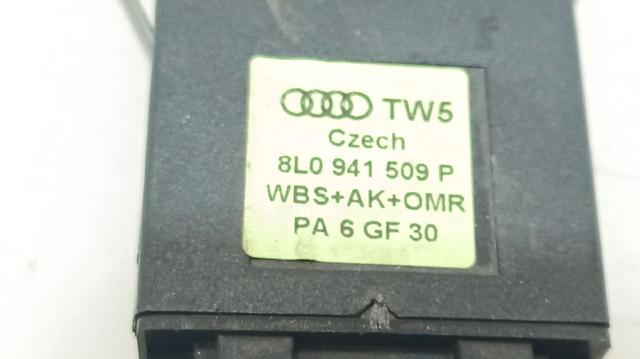 TW5
Czech
8L0 941 509 P
WBS+AK+OMR
PA 6 GF 30